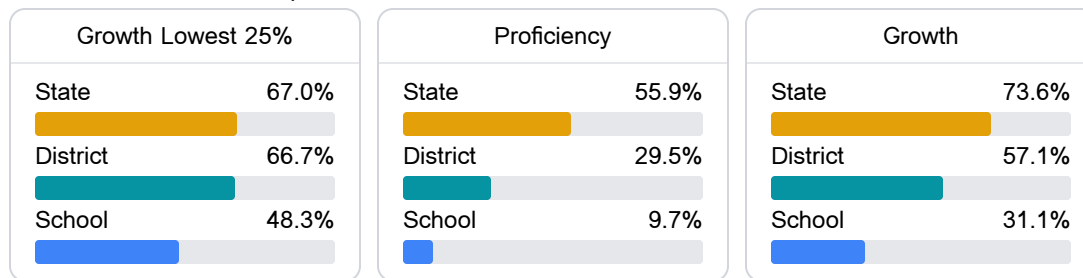 Growth Lowest 25%
State 67.0%
District 66.7%
School 48.3%
Proficiency
State 55.9%
District 29.5%
School 9.7%
Growth
State 73.6%
District 57.1%
School 31.1%